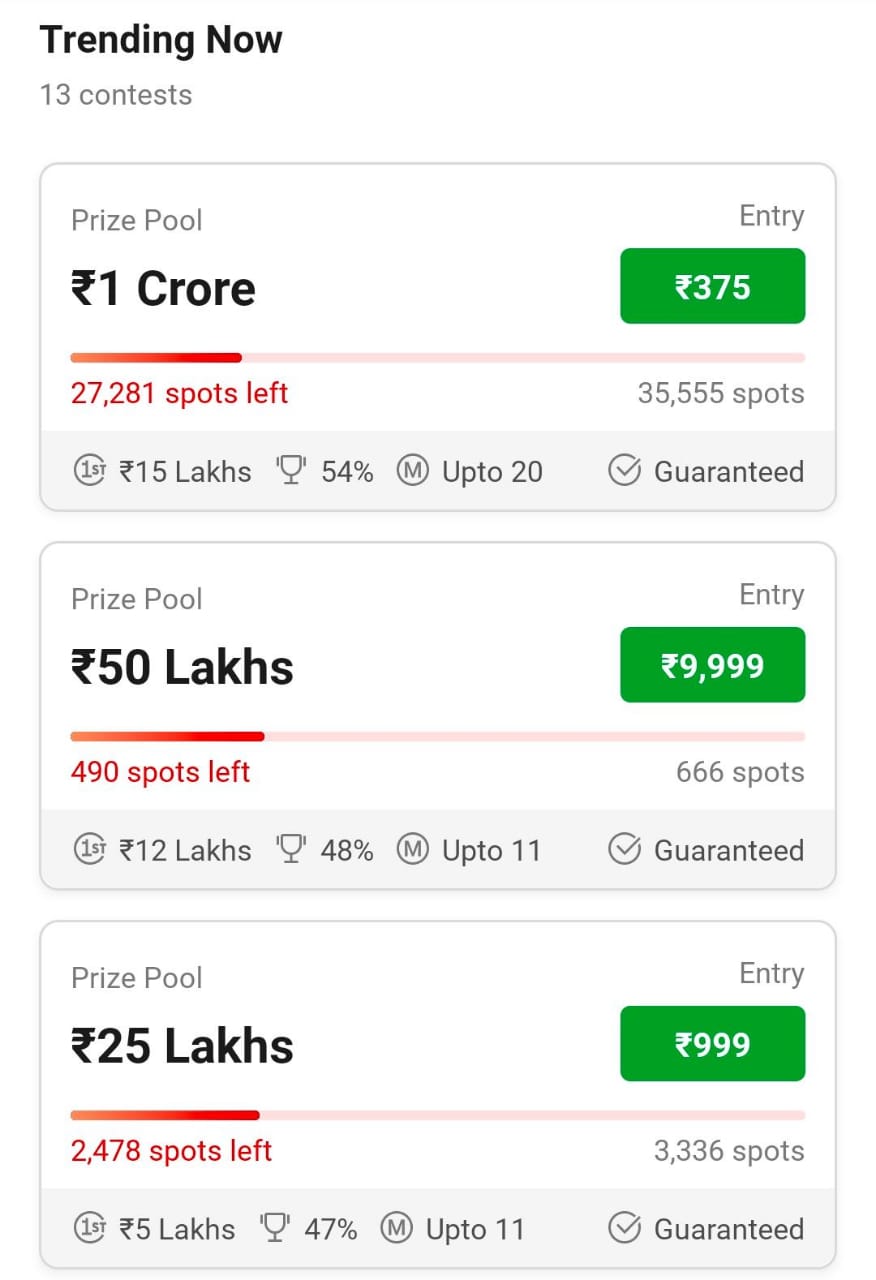 Trending Now
13 contests
Prize Pool Entry
₹1 Crore ₹375
27,281 spots left 35,555 spots
1ST ₹15 Lakhs 54% M Upto 20 Guaranteed
Prize Pool Entry
₹50 Lakhs ₹9,999
490 spots left 666 spots
1ST ₹12 Lakhs 48% M Upto 11 Guaranteed
Prize Pool Entry
₹25 Lakhs ₹999
2,478 spots left 3,336 spots
1ST ₹5 Lakhs 47% M Upto 11 Guaranteed